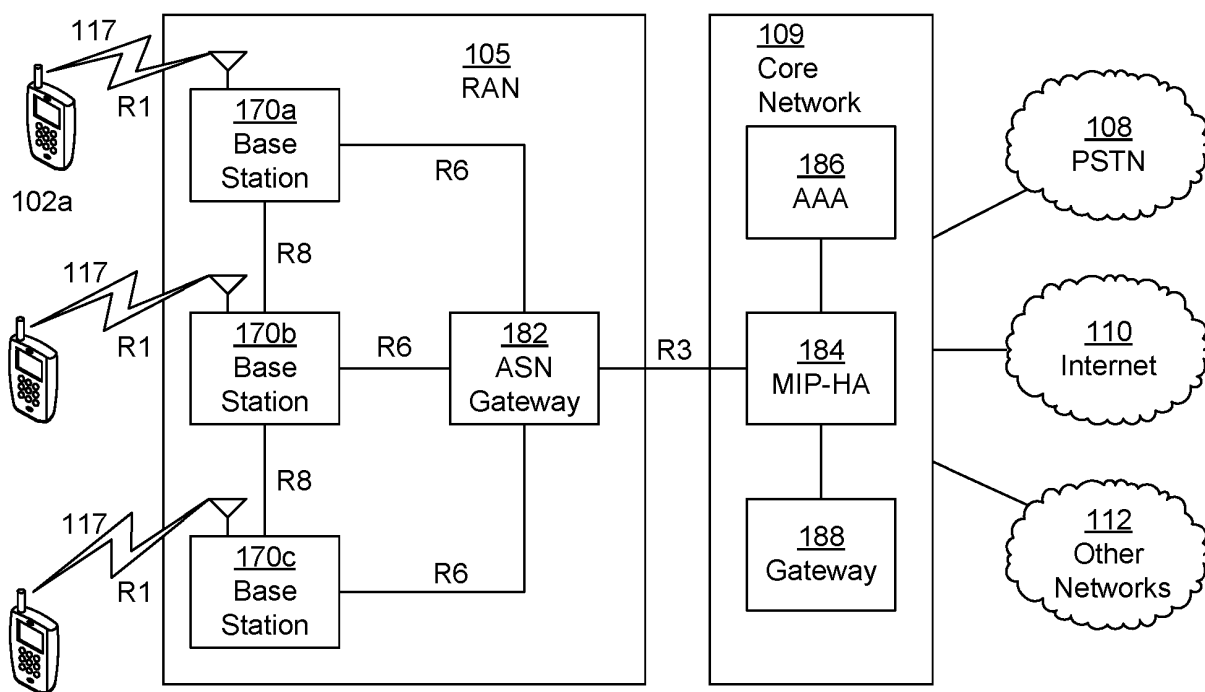 117
R1
102a
105
RAN
170a
Base
Station
R6
R8
117
R1
170b
Base
Station
R6
182
ASN
Gateway
R3
R8
117
R1
170c
Base
Station
R6
109
Core
Network
186
AAA
184
MIP-HA
188
Gateway
108
PSTN
110
Internet
112
Other
Networks